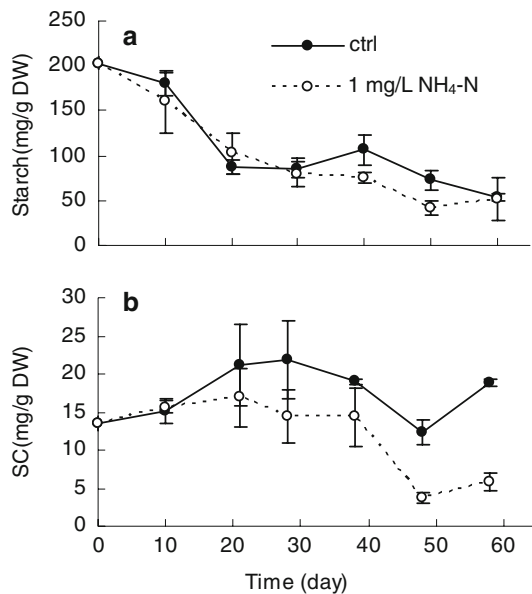 a
ctrl
1 mg/L NH₄-N
Starch(mg/g DW)
250
200
150
100
50
0
b
SC(mg/g DW)
30
25
20
15
10
5
0
0 10 20 30 40 50 60
Time (day)